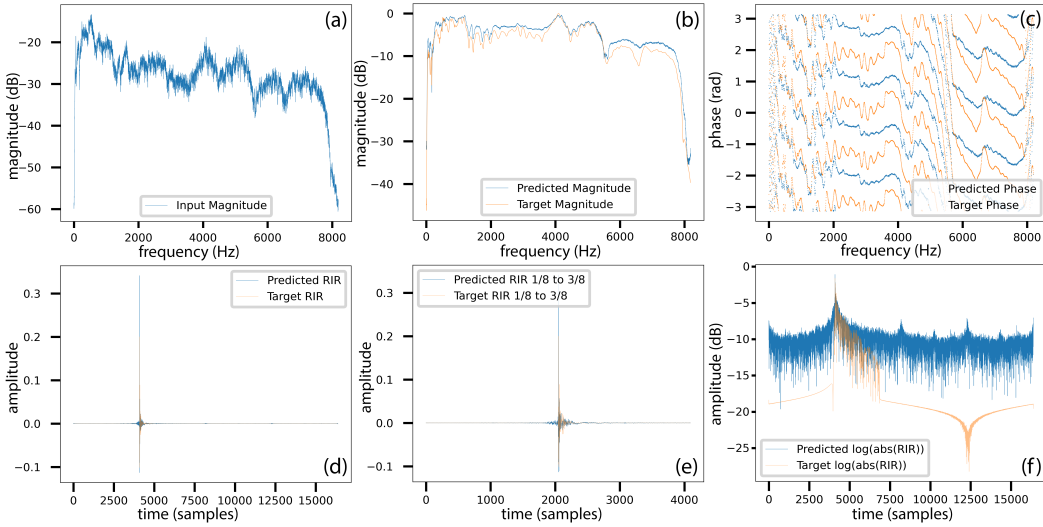 (a)
magnitude (dB)
−20
−30
−40
−50
−60
Input Magnitude
0 2000 4000 6000 8000
frequency (Hz)
(b)
magnitude (dB)
0
−10
−20
−30
−40
Predicted Magnitude
Target Magnitude
0 2000 4000 6000 8000
frequency (Hz)
(c)
phase (rad)
3
2
1
0
−1
−2
−3
Predicted Phase
Target Phase
0 2000 4000 6000 8000
frequency (Hz)
Predicted RIR
Target RIR
amplitude
0.3
0.2
0.1
0.0
−0.1
(d)
0 2500 5000 7500 10000 12500 15000
time (samples)
Predicted RIR 1/8 to 3/8
Target RIR 1/8 to 3/8
amplitude
0.3
0.2
0.1
0.0
−0.1
(e)
0 1000 2000 3000 4000
time (samples)
amplitude (dB)
0
−5
−10
−15
−20
−25
Predicted log(abs(RIR))
Target log(abs(RIR))
(f)
0 2500 5000 7500 10000 12500 15000
time (samples)